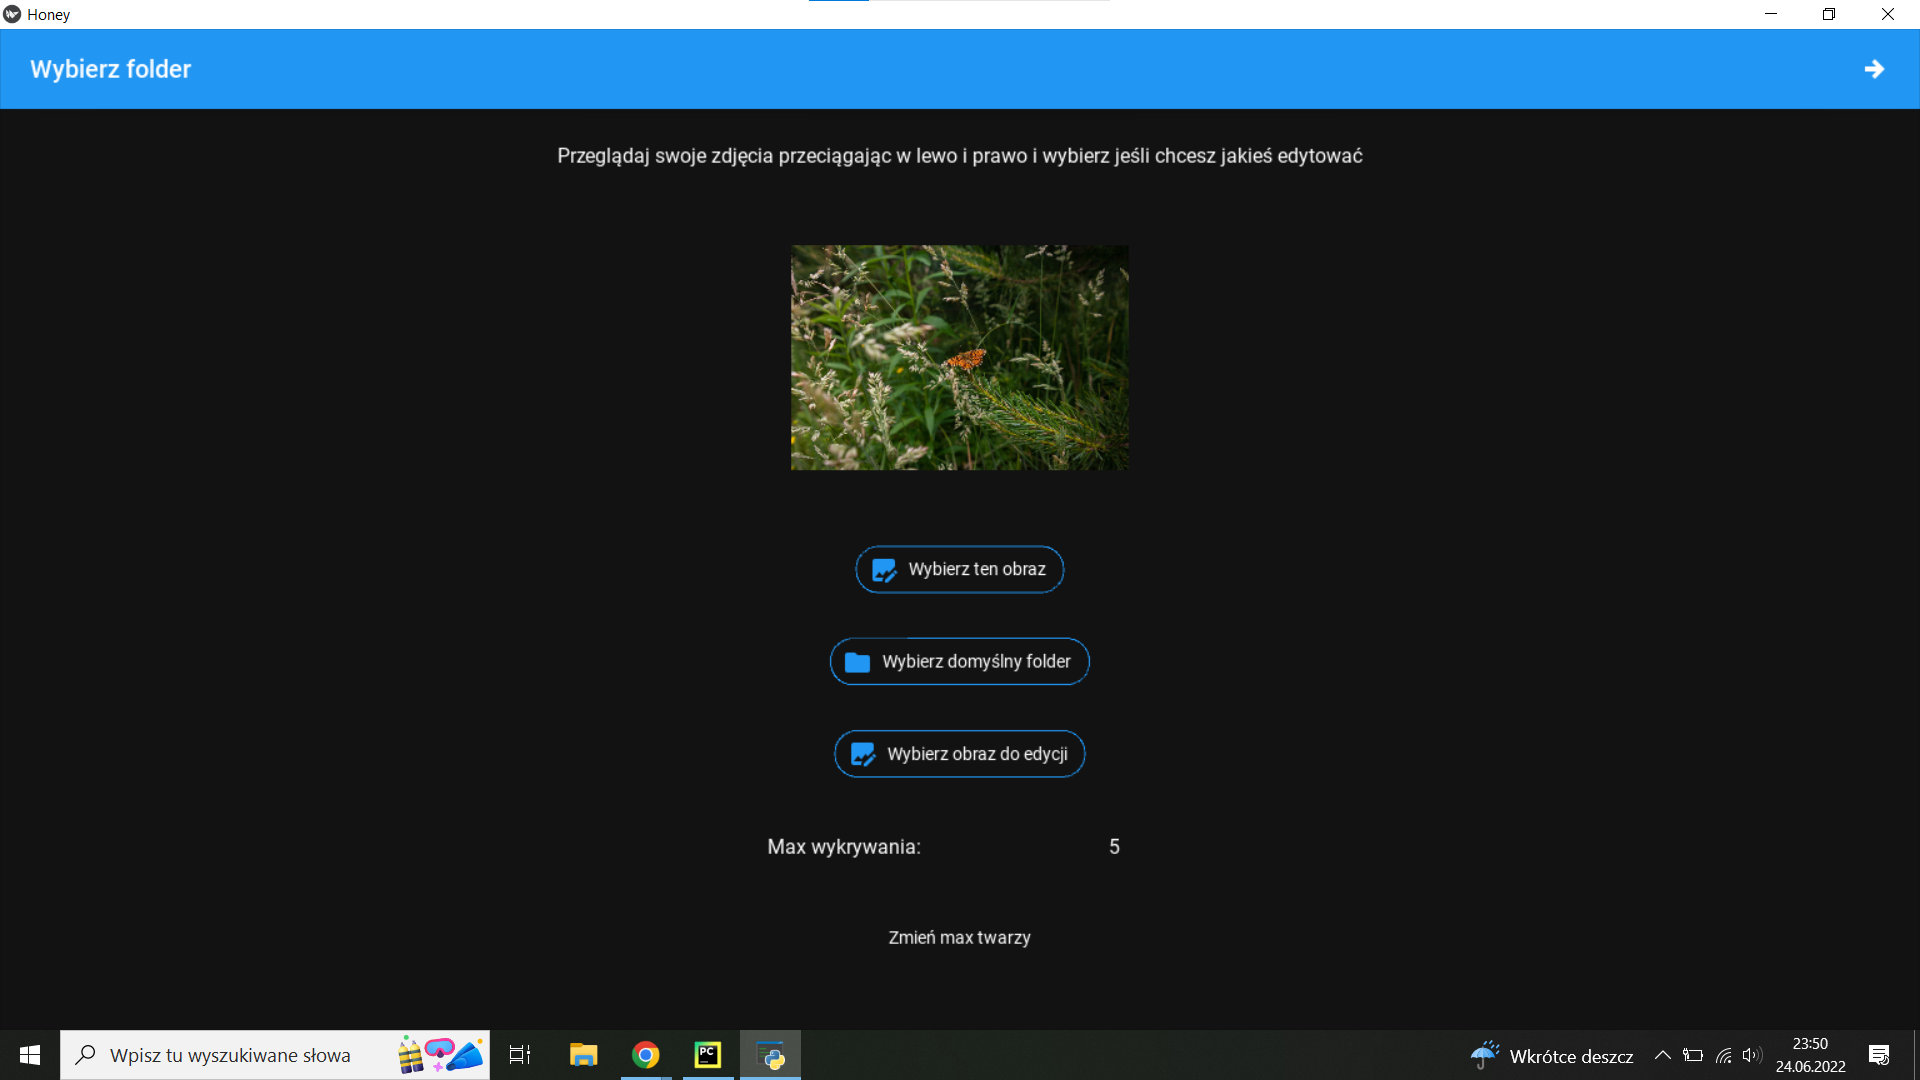 Honey
Wybierz folder
Przeglądaj swoje zdjęcia przeciągając w lewo i prawo i wybierz jeśli chcesz jakieś edytować
Wybierz ten obraz
Wybierz domyślny folder
Wybierz obraz do edycji
Max wykrywania: 5
Zmień max twarzy
Wpisz tu wyszukiwane słowa
PC
Wkrótce deszcz
23:50
24.06.2022